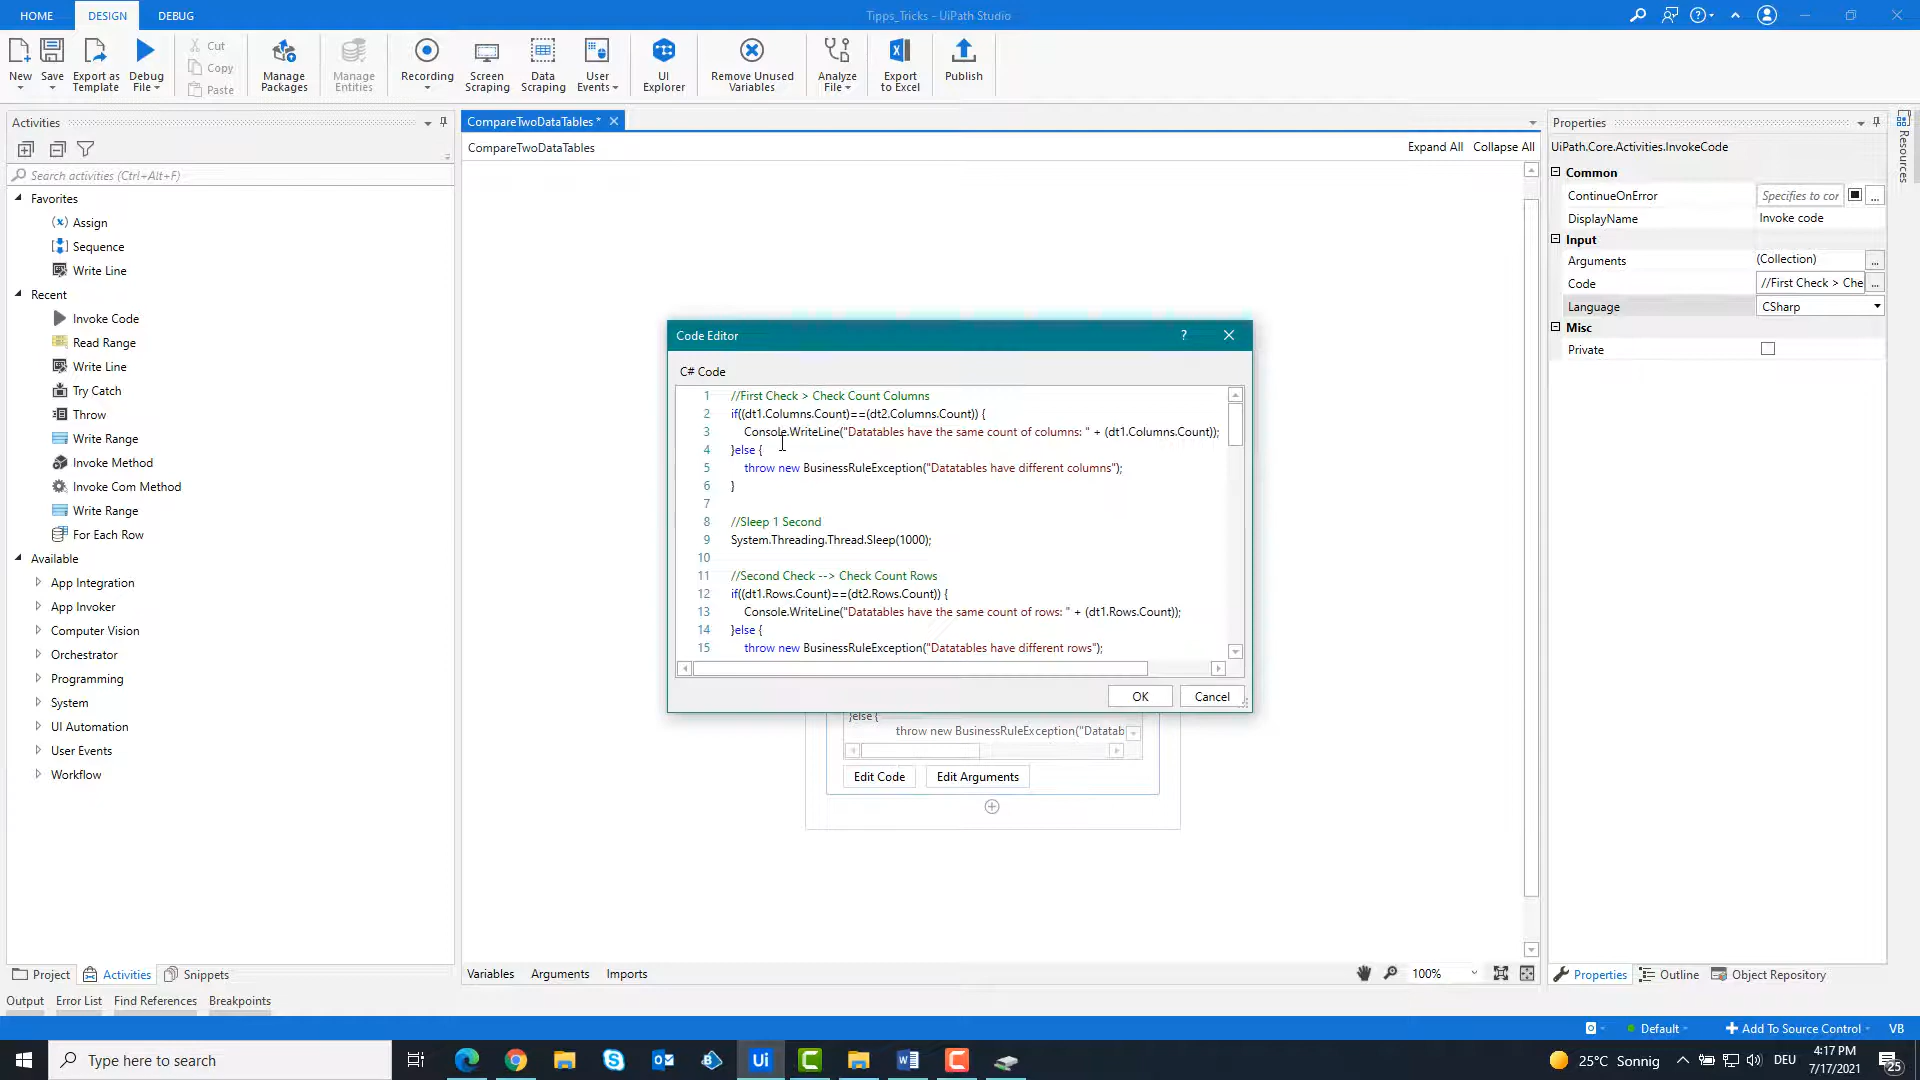 HOME DESIGN DEBUG
Tipps_Tricks - UiPath Studio
New Save Export as Template Debug File
Cut
Copy
Paste
Manage Packages
Manage Entities
Recording Screen Scraping Data Scraping User Events
UI Explorer
Remove Unused Variables
Analyze File
Export to Excel
Publish
Activities
Search activities (Ctrl+Alt+F)
Favorites
Assign
Sequence
Write Line
Recent
Invoke Code
Read Range
Write Line
Try Catch
Throw
Write Range
Invoke Method
Invoke Com Method
Write Range
For Each Row
Available
App Integration
App Invoker
Computer Vision
Orchestrator
Programming
System
UI Automation
User Events
Workflow
Project Activities Snippets
CompareTwoDataTables *
CompareTwoDataTables
Expand All Collapse All
Code Editor ?
C# Code
1 //First Check > Check Count Columns
2 if((dt1.Columns.Count)==(dt2.Columns.Count)) {
3 Console.WriteLine("Datatables have the same count of columns: " + (dt1.Columns.Count));
4 }else {
5 throw new BusinessRuleException("Datatables have different columns");
6 }
7
8 //Sleep 1 Second
9 System.Threading.Thread.Sleep(1000);
10
11 //Second Check --> Check Count Rows
12 if((dt1.Rows.Count)==(dt2.Rows.Count)) {
13 Console.WriteLine("Datatables have the same count of rows: " + (dt1.Rows.Count));
14 }else {
15 throw new BusinessRuleException("Datatables have different rows");
OK Cancel
}else {
throw new BusinessRuleException("Datatab
Edit Code Edit Arguments
Variables Arguments Imports
100%
Properties
UiPath.Core.Activities.InvokeCode
Common
ContinueOnError Specifies to cor ...
DisplayName Invoke code
Input
Arguments (Collection) ...
Code //First Check > Che ...
Language CSharp
Misc
Private
Resources
Properties Outline Object Repository
Output Error List Find References Breakpoints
Default Add To Source Control VB
Type here to search
Ui
25°C Sonnig
DEU
4:17 PM
7/17/2021
25